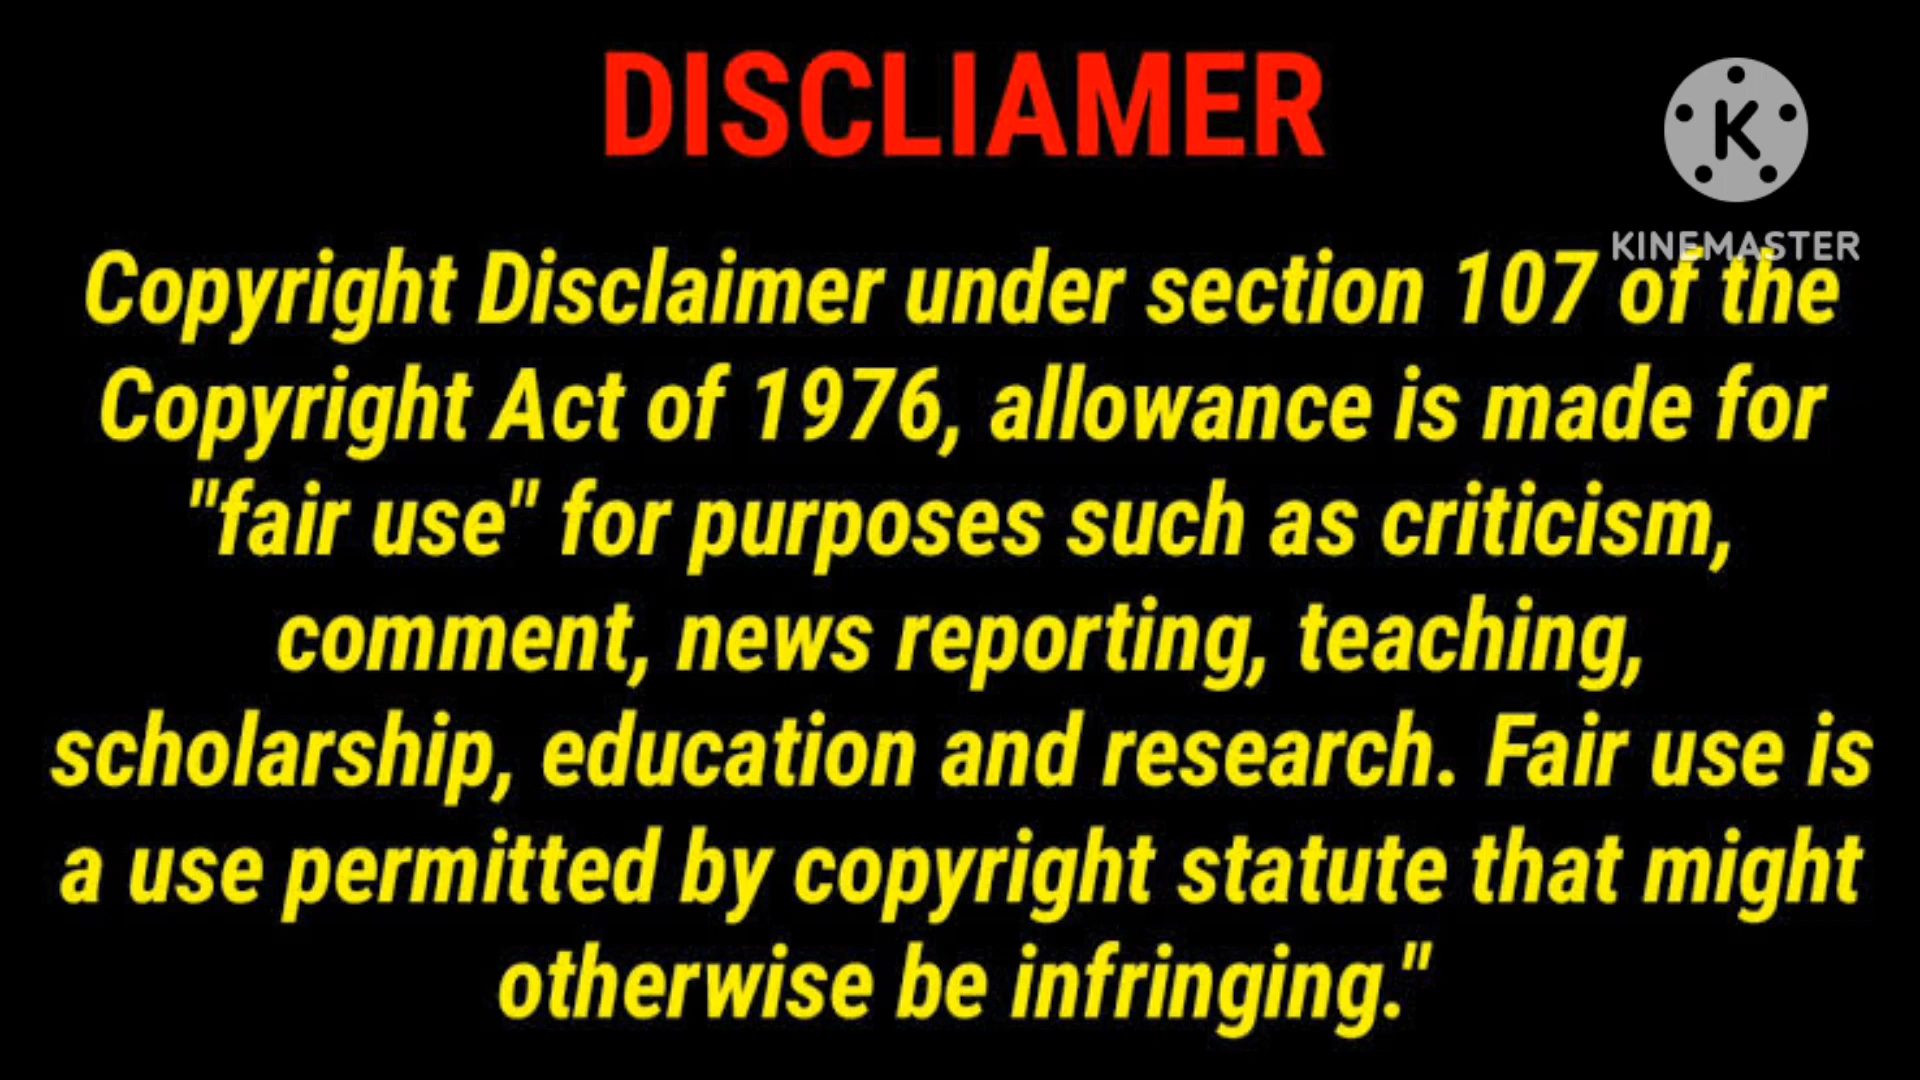 DISCLIAMER
K
KINEMASTER
Copyright Disclaimer under section 107 of the
Copyright Act of 1976, allowance is made for
"fair use" for purposes such as criticism,
comment, news reporting, teaching,
scholarship, education and research. Fair use is
a use permitted by copyright statute that might
otherwise be infringing."